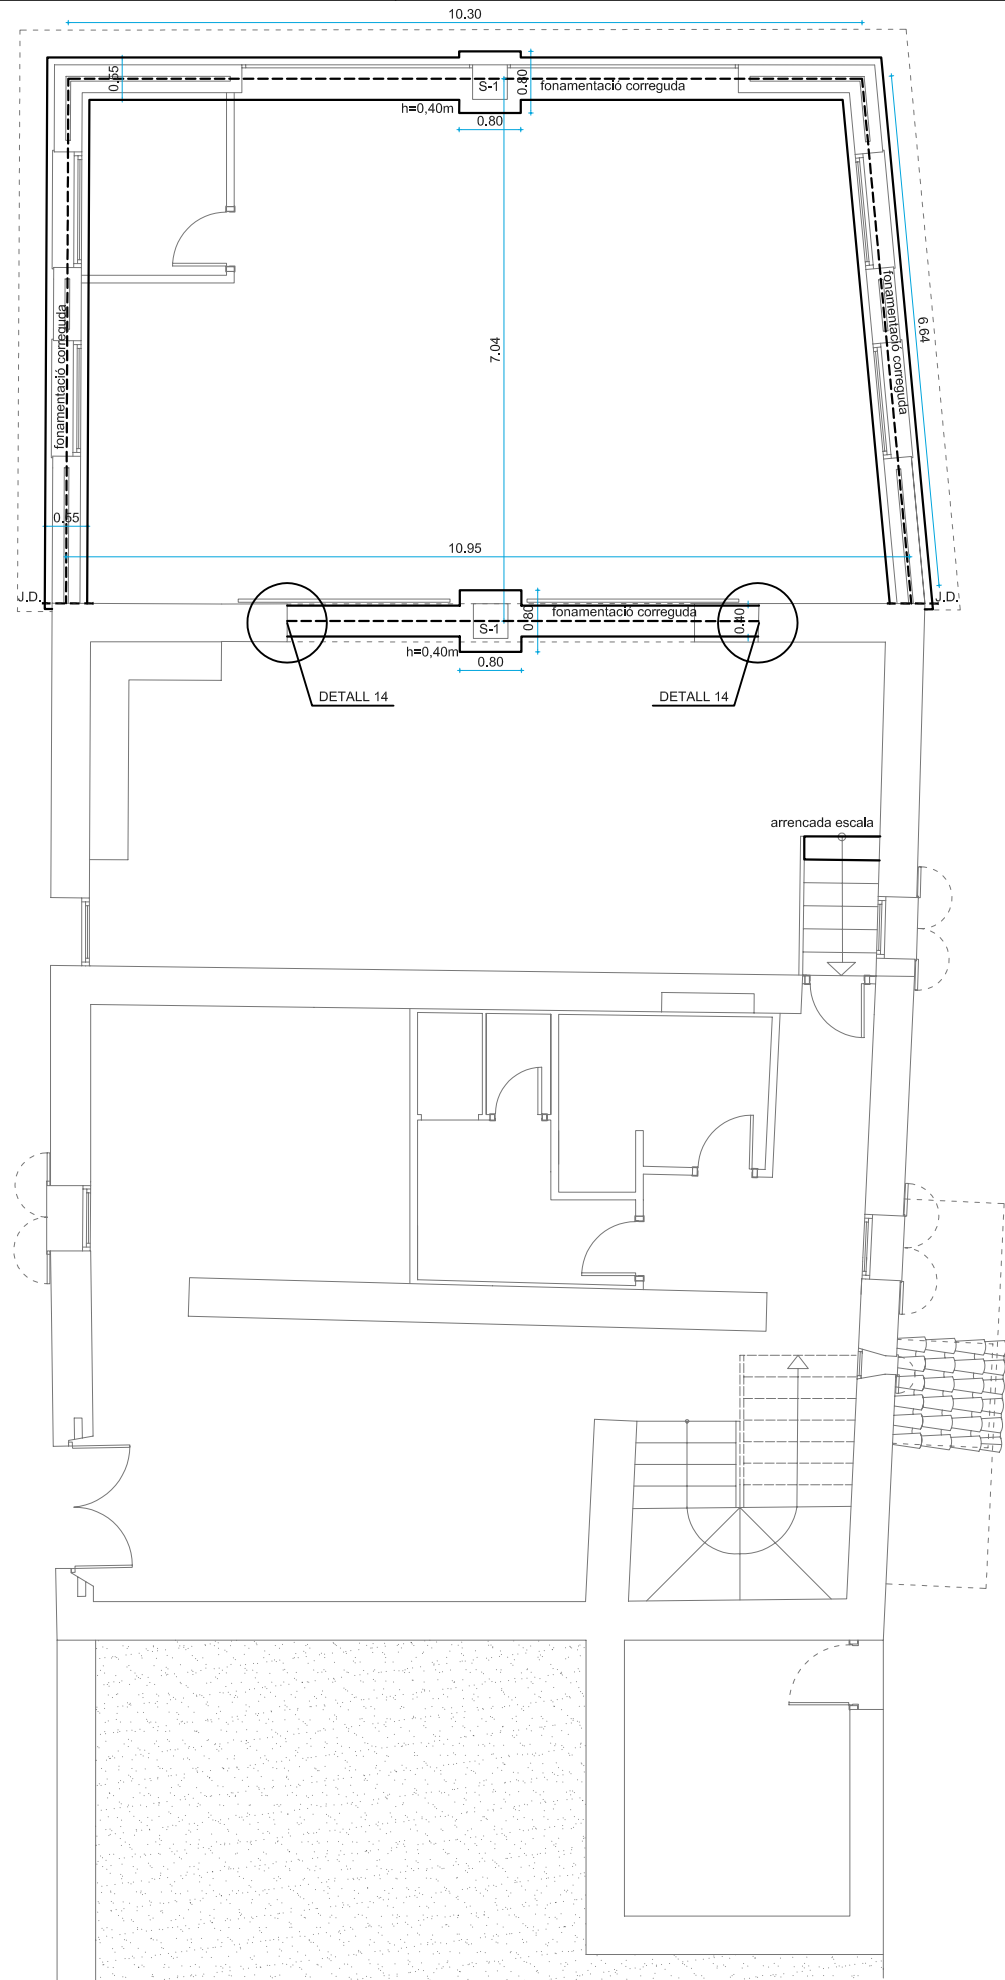 10.30
0.55
S-1
0.80
fonamentació correguda
h=0,40m
0.80
fonamentació correguda
fonamentació correguda
6.64
7.04
0.55
10.95
J.D.
J.D.
fonamentació correguda
S-1
0.80
0.40
h=0,40m
0.80
DETALL 14
DETALL 14
arrencada escala